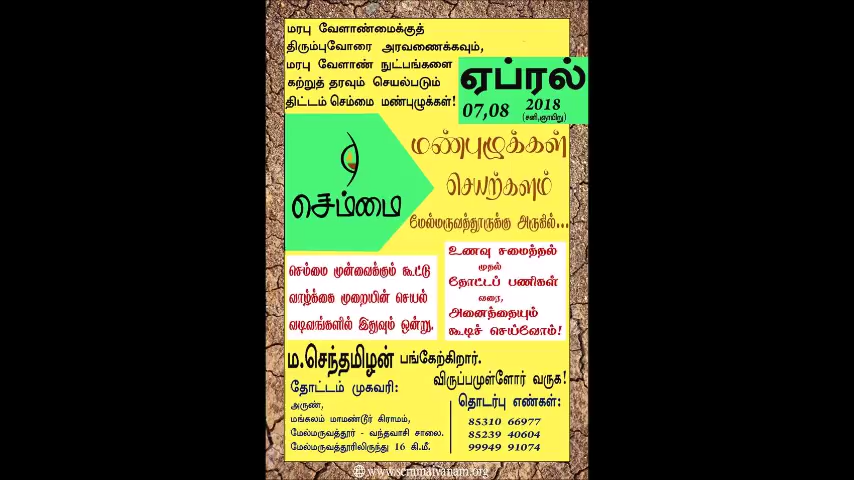 மரபு வேளாண்மைக்குத்
திரும்புவோரை அரவணைக்கவும்,
மரபு வேளாண் நுட்பங்களை
கற்றுத் தரவும் செயல்படும்
திட்டம் செம்மை மண்புழுக்கள்!
ஏப்ரல்
07,08 2018
(சனி,ஞாயிறு)
செம்மை
மண்புழுக்கள்
செயற்களம்
மேல்மருவத்தூருக்கு அருகில்...
செம்மை முன்வைக்கும் கூட்டு
வாழ்க்கை முறையின் செயல்
வடிவங்களில் இதுவும் ஒன்று.
உணவு சமைத்தல்
முதல்
தோட்டப் பணிகள்
வரை,
அனைத்தையும்
கூடிச் செய்வோம்!
ம.செந்தமிழன் பங்கேற்கிறார்.
விருப்பமுள்ளோர் வருக!
தோட்டம் முகவரி:
அருண்,
மங்கலம் மாமண்டூர் கிராமம்,
மேல்மருவத்தூர் - வந்தவாசி சாலை.
மேல்மருவத்தூரிலிருந்து 16 கி.மீ.
தொடர்பு எண்கள்:
85310 66977
85239 40604
99949 91074
www.semmaivanam.org